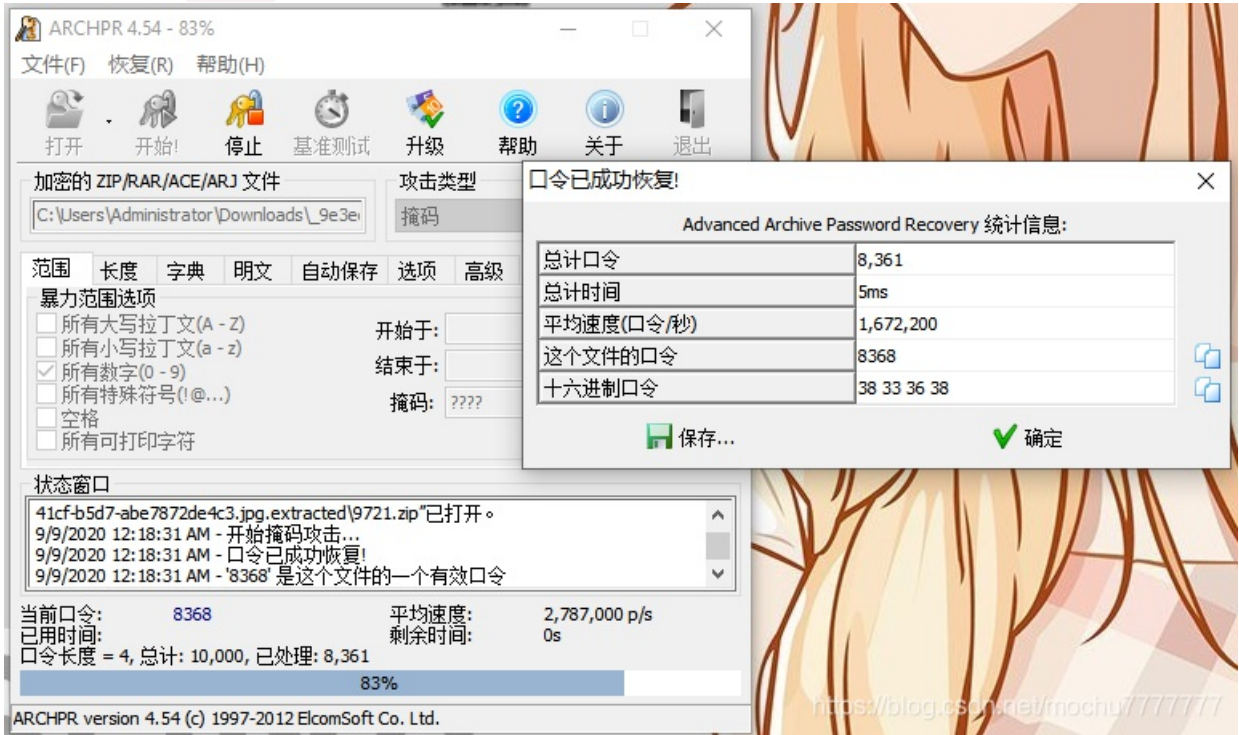 ARCHPR 4.54 - 83%
文件(F) 恢复(R) 帮助(H)
打开 开始! 停止 基准测试 升级 帮助 关于 退出
加密的 ZIP/RAR/ACE/ARJ 文件
攻击类型
C:\Users\Administrator\Downloads\_9e3e
掩码
范围 长度 字典 明文 自动保存 选项 高级
暴力范围选项
所有大写拉丁文(A - Z)
所有小写拉丁文(a - z)
所有数字(0 - 9)
所有特殊符号(!@...)
空格
所有可打印字符
开始于:
结束于:
掩码: ????
口令已成功恢复!
Advanced Archive Password Recovery 统计信息:
总计口令 8,361
总计时间 5ms
平均速度(口令/秒) 1,672,200
这个文件的口令 8368
十六进制口令 38 33 36 38
保存... 确定
状态窗口
41cf-b5d7-abe7872de4c3.jpg.extracted\9721.zip"已打开。
9/9/2020 12:18:31 AM - 开始掩码攻击...
9/9/2020 12:18:31 AM - 口令已成功恢复!
9/9/2020 12:18:31 AM - '8368' 是这个文件的一个有效口令
当前口令: 8368 平均速度: 2,787,000 p/s
已用时间: 剩余时间: 0s
口令长度 = 4, 总计: 10,000, 已处理: 8,361
83%
ARCHPR version 4.54 (c) 1997-2012 ElcomSoft Co. Ltd.
https://blog.csdn.net/mochu7777777